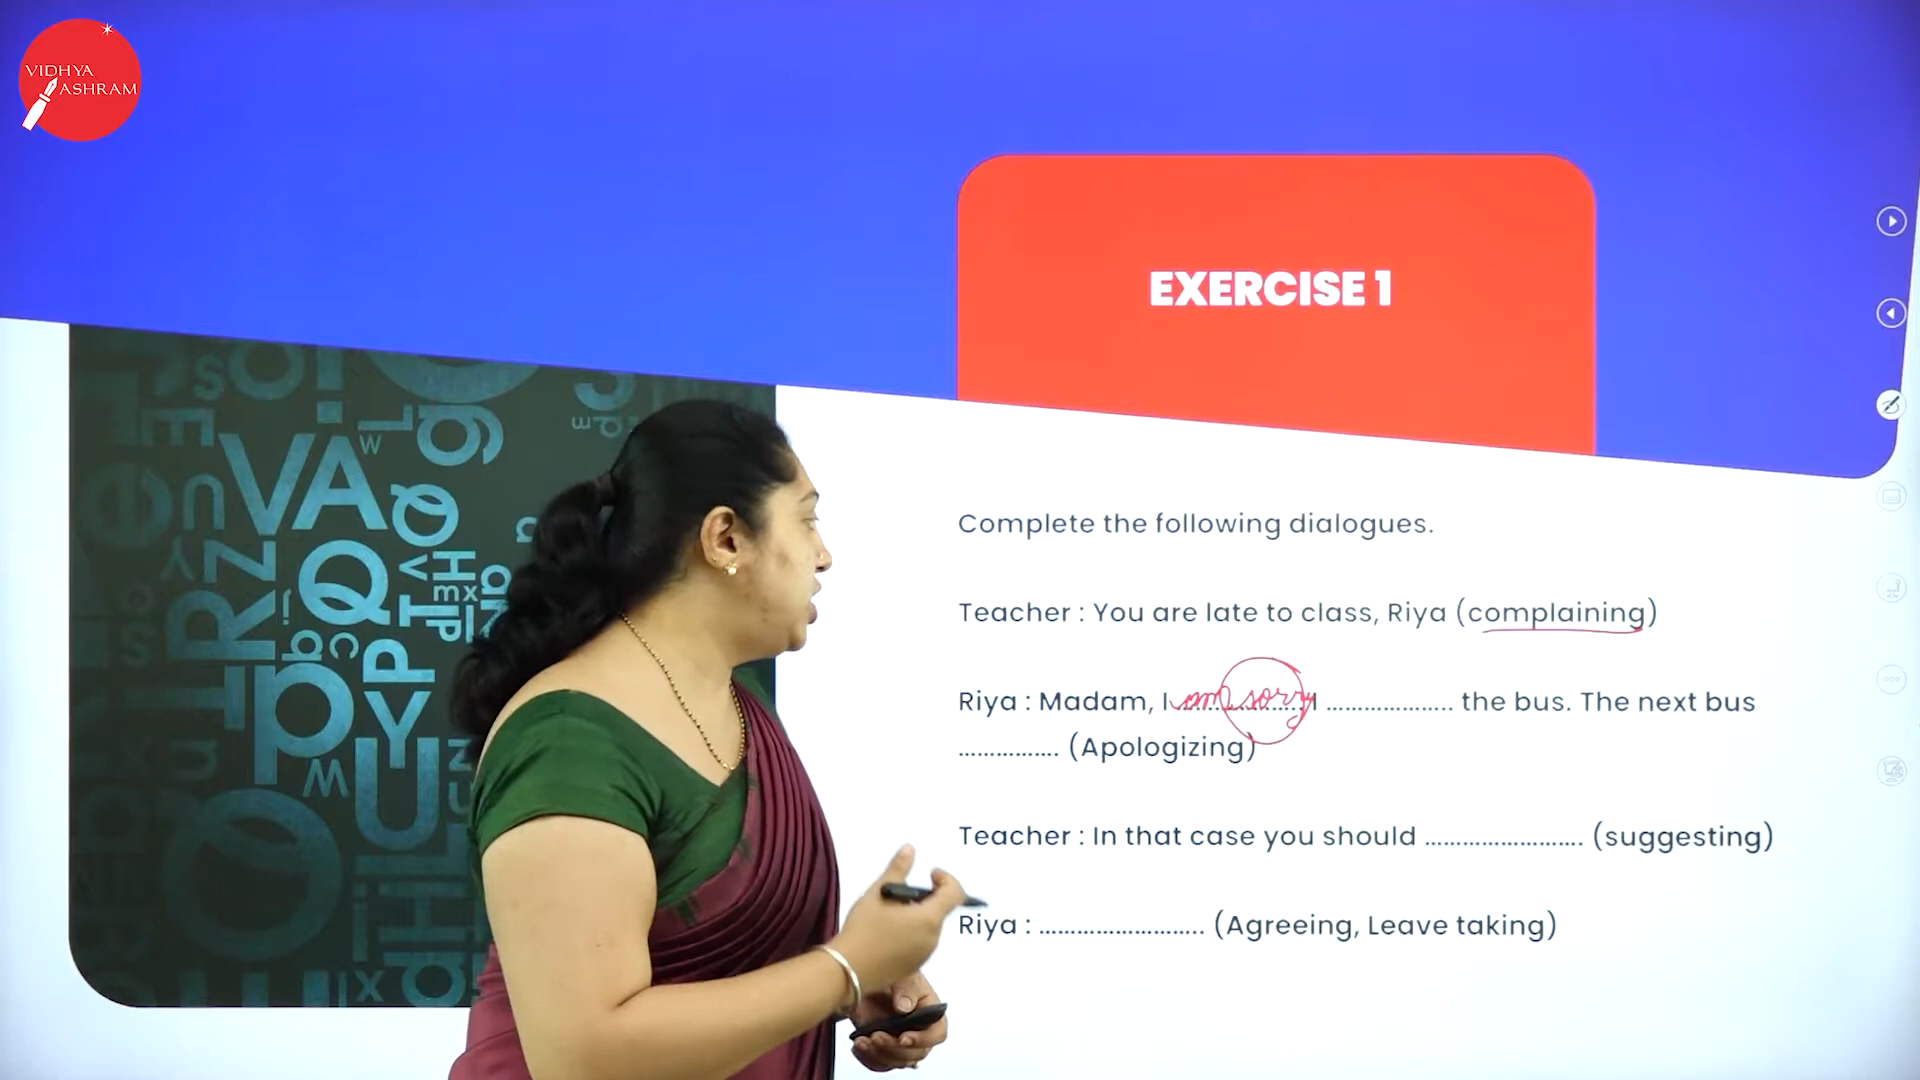 VIDHYA
ASHRAM
EXERCISE 1
Complete the following dialogues.
Teacher : You are late to class, Riya (complaining)
Riya : Madam, I am sorry I .................... the bus. The next bus
................ (Apologizing)
Teacher : In that case you should ......................... (suggesting)
Riya : .......................... (Agreeing, Leave taking)